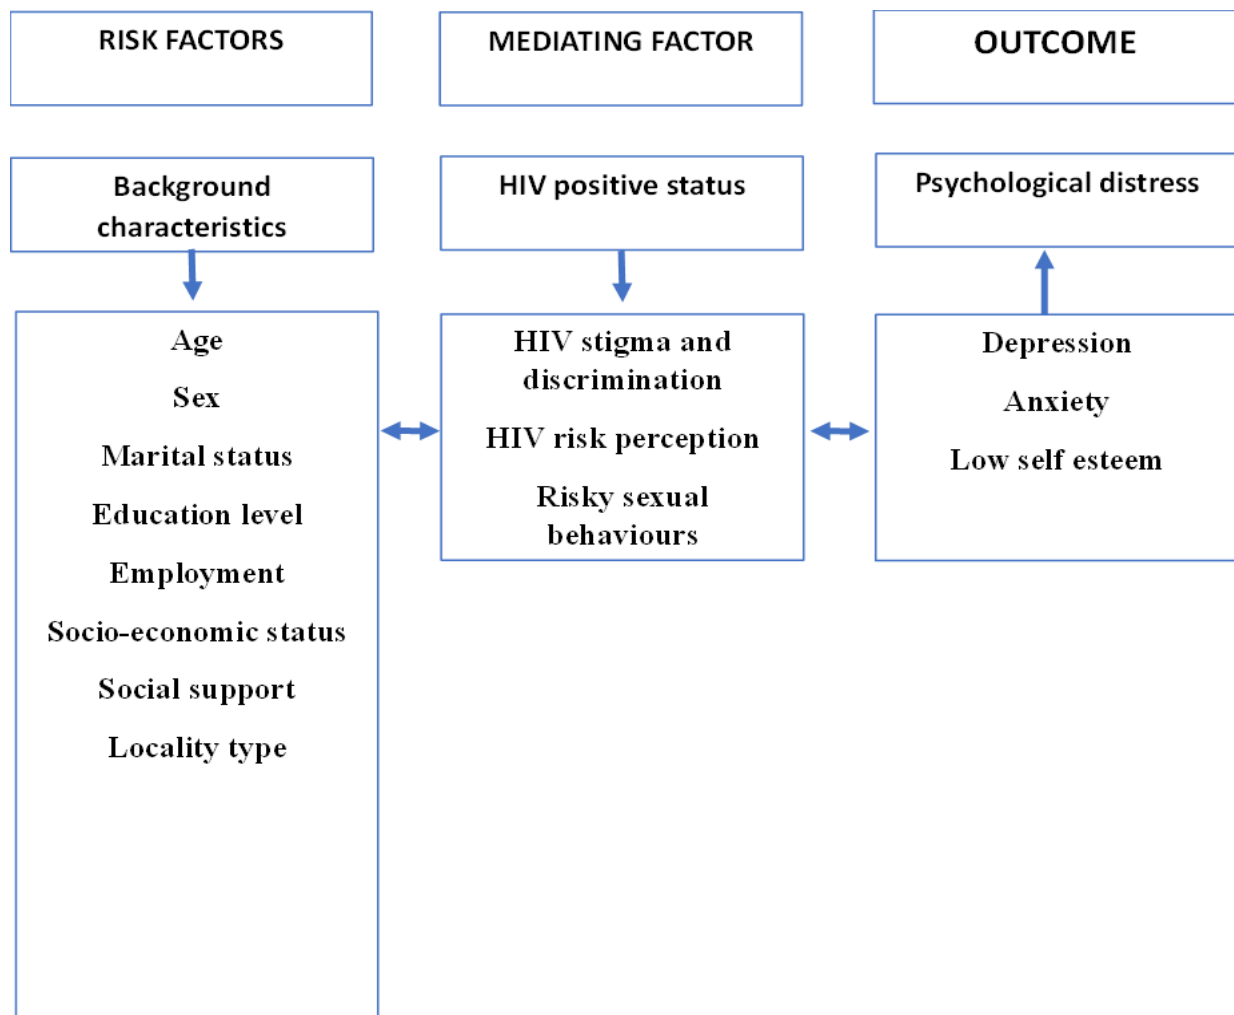 RISK FACTORS
MEDIATING FACTOR
OUTCOME
Background
characteristics
HIV positive status
Psychological distress
Age
Sex
Marital status
Education level
Employment
Socio-economic status
Social support
Locality type
HIV stigma and
discrimination
HIV risk perception
Risky sexual
behaviours
Depression
Anxiety
Low self esteem